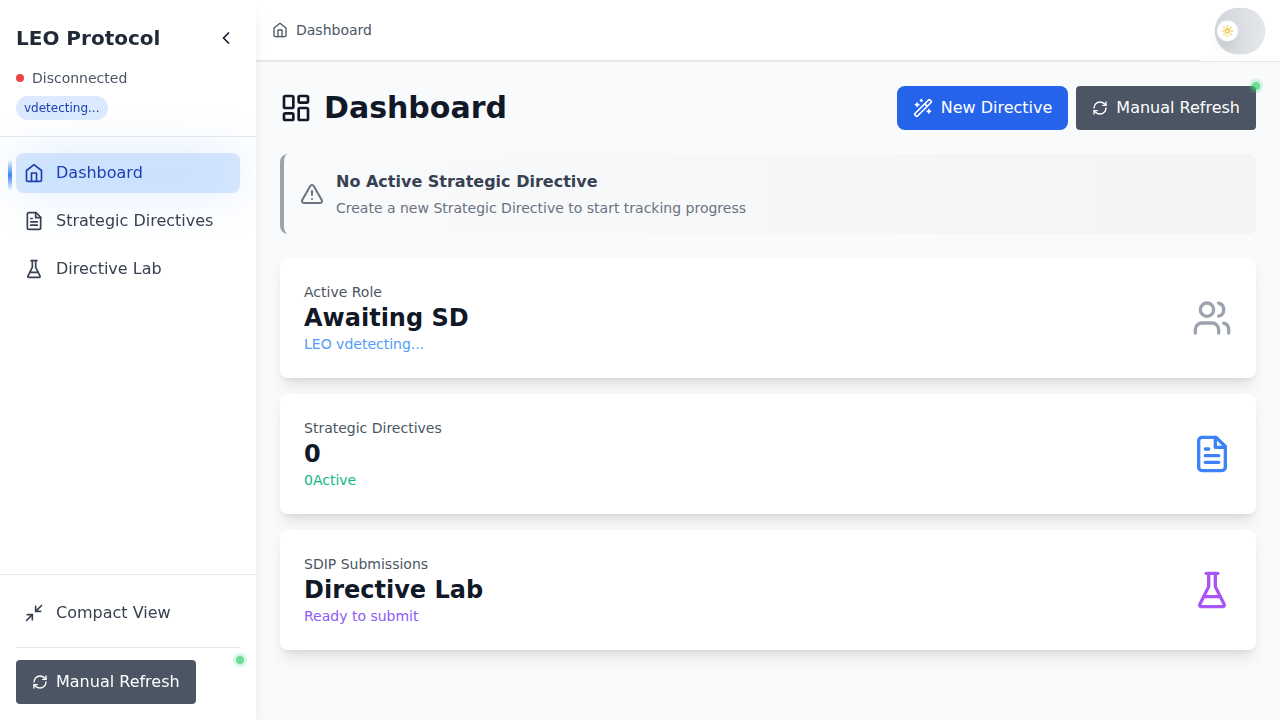 LEO Protocol
Disconnected
vdetecting...
Dashboard
Strategic Directives
Directive Lab
Compact View
Manual Refresh
Dashboard
Dashboard
New Directive
Manual Refresh
No Active Strategic Directive
Create a new Strategic Directive to start tracking progress
Active Role
Awaiting SD
LEO vdetecting...
Strategic Directives
0
0Active
SDIP Submissions
Directive Lab
Ready to submit